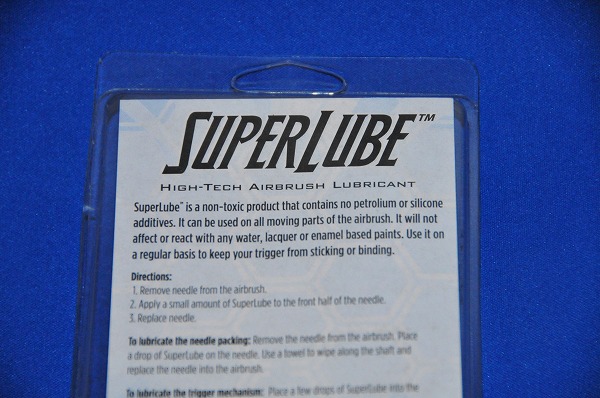 SUPERLUBE™
HIGH-TECH AIRBRUSH LUBRICANT
SuperLube™ is a non-toxic product that contains no petrolium or silicone
additives. It can be used on all moving parts of the airbrush. It will not
affect or react with any water, lacquer or enamel based paints. Use it on
a regular basis to keep your trigger from sticking or binding.
Directions:
1. Remove needle from the airbrush.
2. Apply a small amount of SuperLube to the front half of the needle.
3. Replace needle.
To lubricate the needle packing: Remove the needle from the airbrush. Place
a drop of SuperLube on the needle. Use a towel to wipe along the shaft and
replace the needle into the airbrush.
To lubricate the trigger mechanism: Place a few drops of SuperLube into the